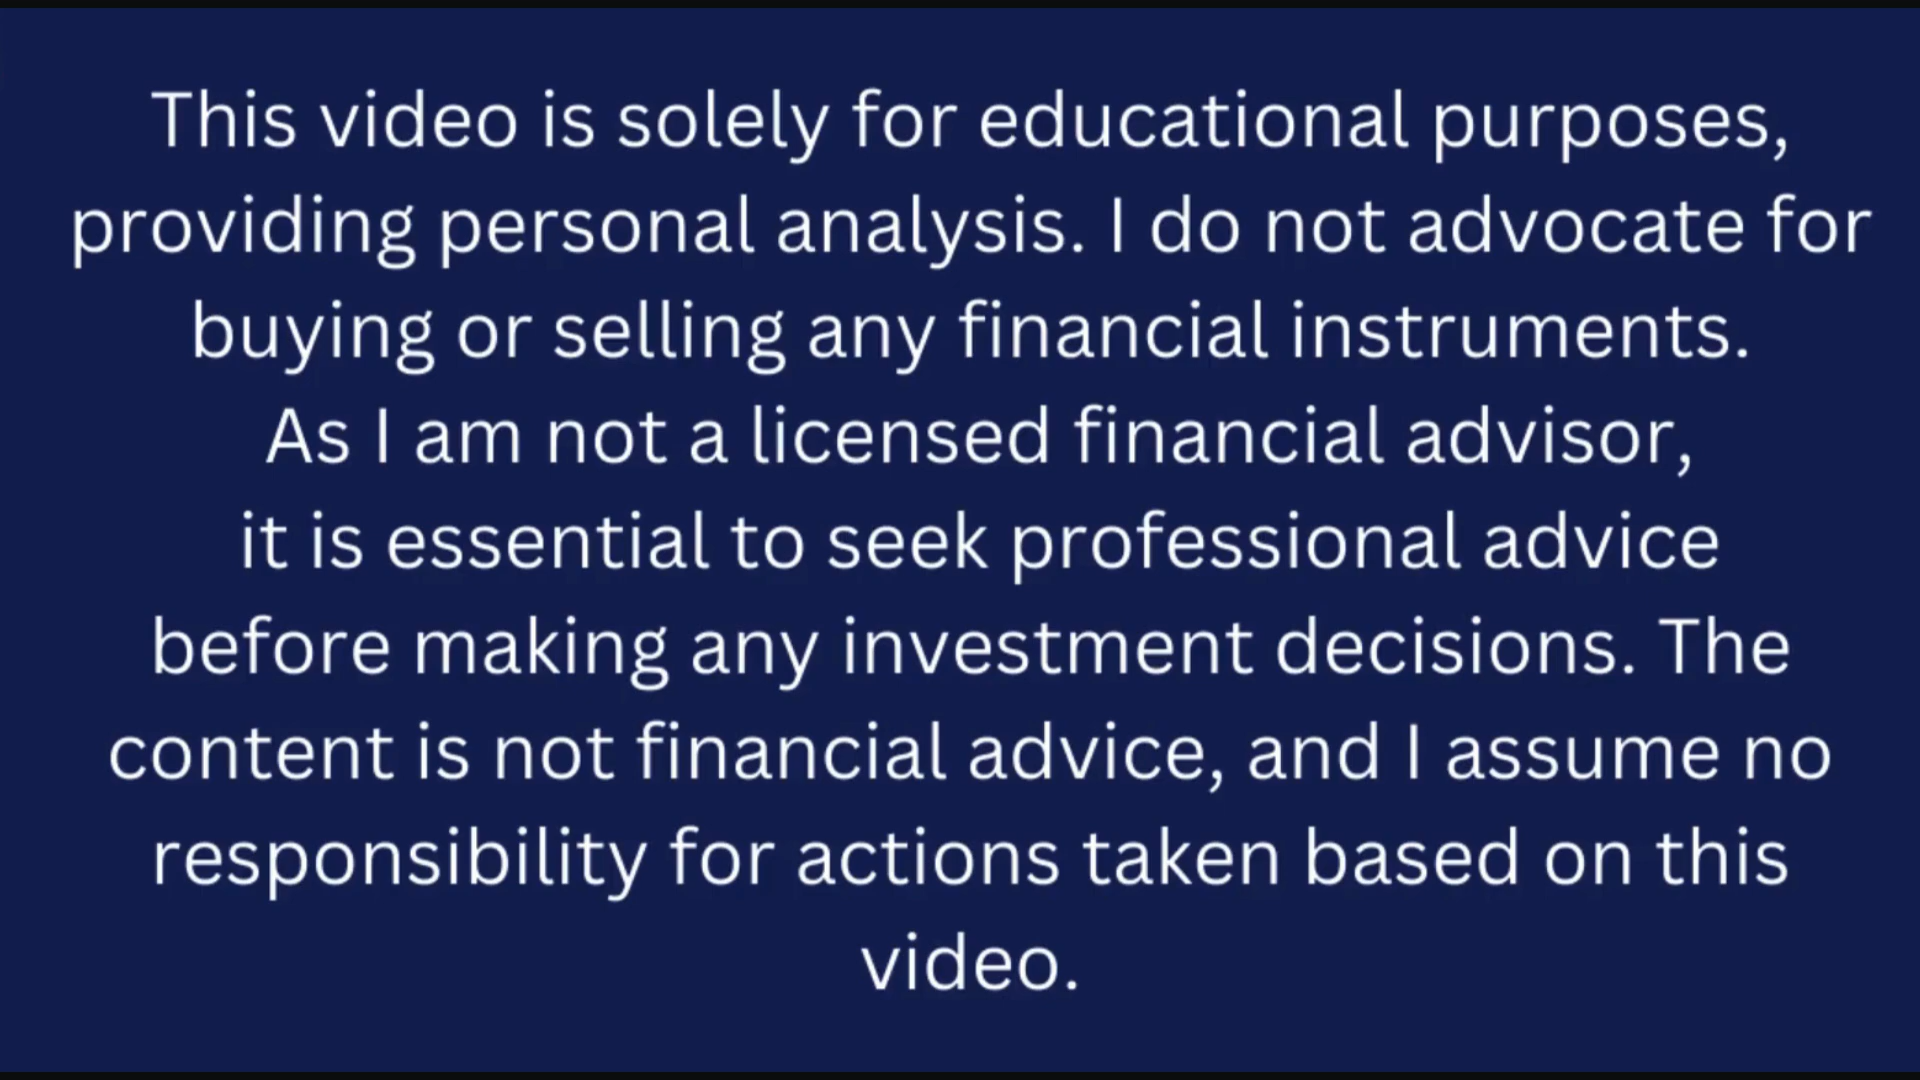 This video is solely for educational purposes,
providing personal analysis. I do not advocate for
buying or selling any financial instruments.
As I am not a licensed financial advisor,
it is essential to seek professional advice
before making any investment decisions. The
content is not financial advice, and I assume no
responsibility for actions taken based on this
video.